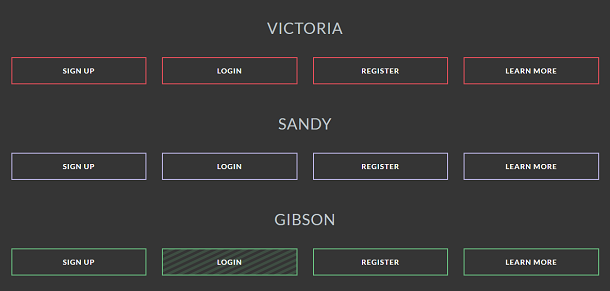 VICTORIA
SIGN UP LOGIN REGISTER LEARN MORE
SANDY
SIGN UP LOGIN REGISTER LEARN MORE
GIBSON
SIGN UP LOGIN REGISTER LEARN MORE